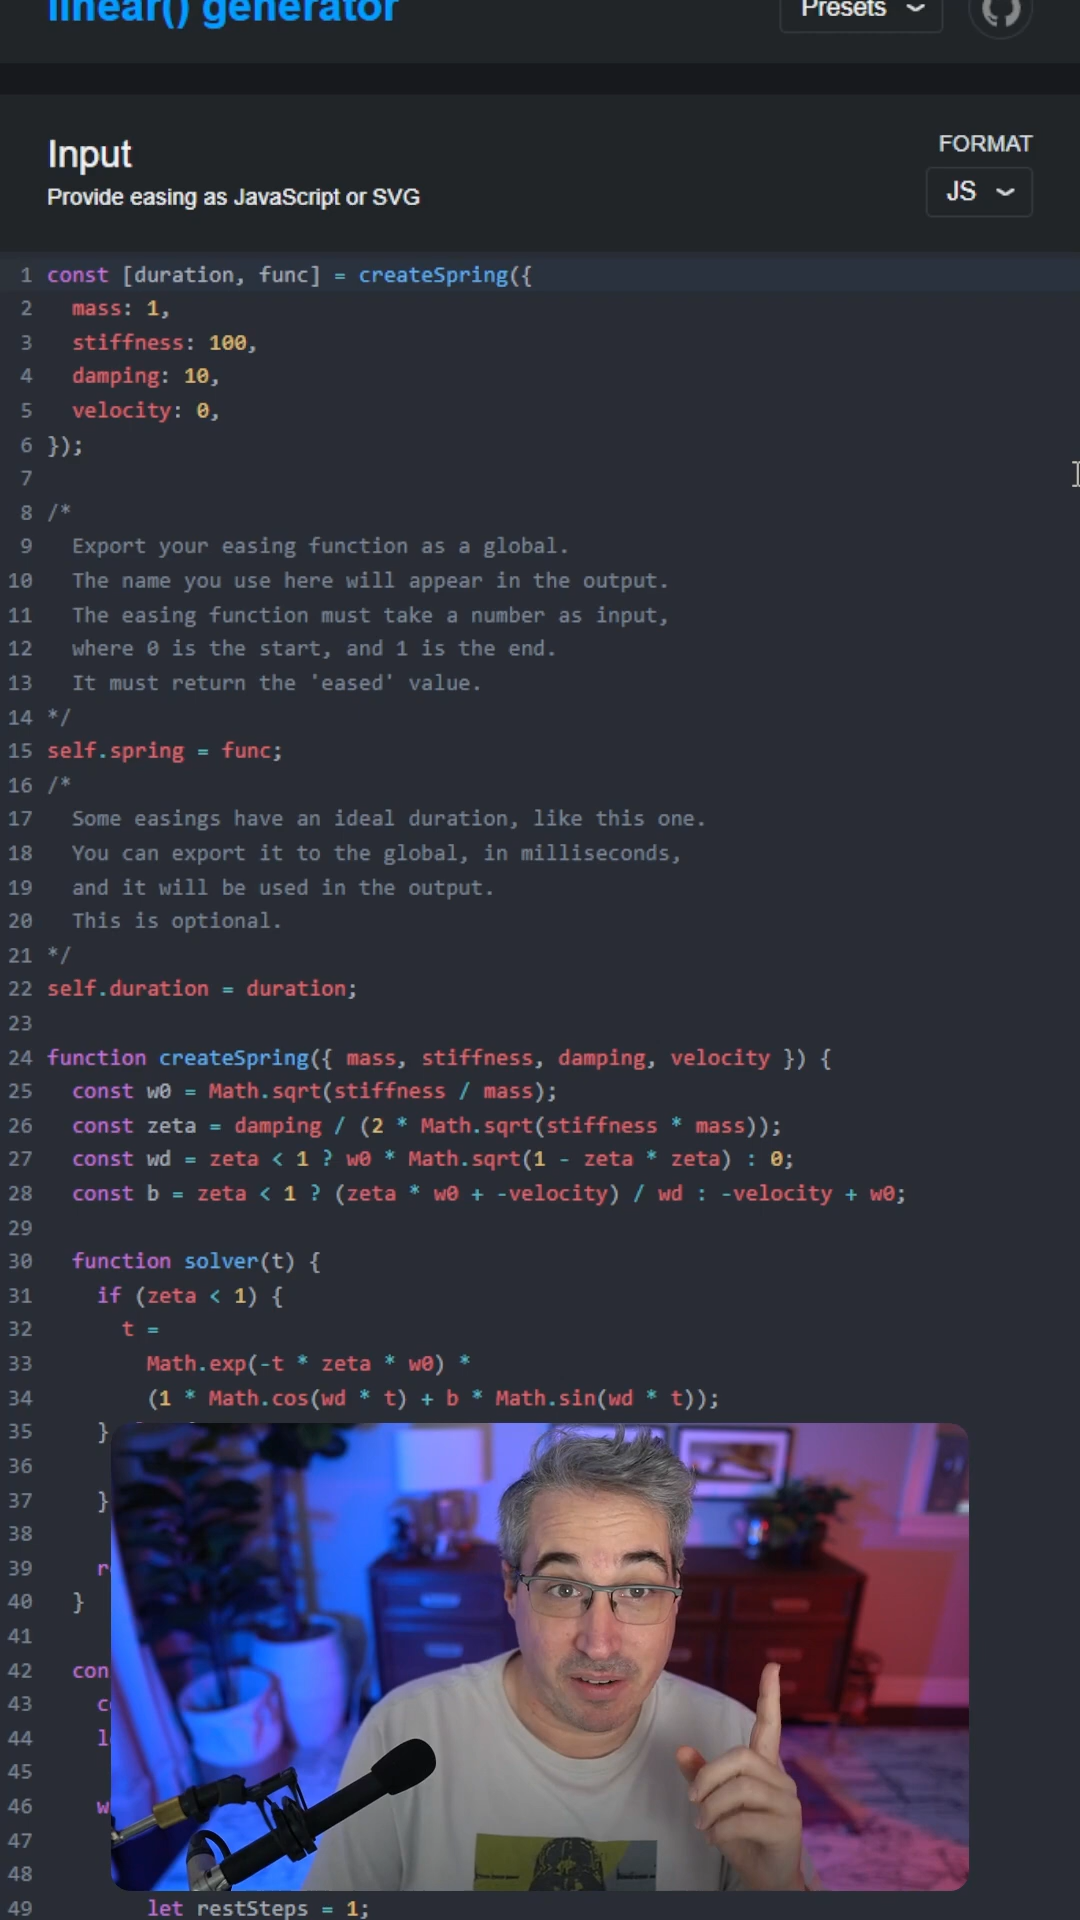 linear() generator
Presets
Input
Provide easing as JavaScript or SVG
FORMAT
JS
1 const [duration, func] = createSpring({
2 mass: 1,
3 stiffness: 100,
4 damping: 10,
5 velocity: 0,
6 });
7
8 /*
9 Export your easing function as a global.
10 The name you use here will appear in the output.
11 The easing function must take a number as input,
12 where 0 is the start, and 1 is the end.
13 It must return the 'eased' value.
14 */
15 self.spring = func;
16 /*
17 Some easings have an ideal duration, like this one.
18 You can export it to the global, in milliseconds,
19 and it will be used in the output.
20 This is optional.
21 */
22 self.duration = duration;
23
24 function createSpring({ mass, stiffness, damping, velocity }) {
25 const w0 = Math.sqrt(stiffness / mass);
26 const zeta = damping / (2 * Math.sqrt(stiffness * mass));
27 const wd = zeta < 1 ? w0 * Math.sqrt(1 - zeta * zeta) : 0;
28 const b = zeta < 1 ? (zeta * w0 + -velocity) / wd : -velocity + w0;
29
30 function solver(t) {
31 if (zeta < 1) {
32 t =
33 Math.exp(-t * zeta * w0) *
34 (1 * Math.cos(wd * t) + b * Math.sin(wd * t));
35 }
36
37 }
38
39
40 }
41
42 con
43
44
45
46
47
48
49 let restSteps = 1;